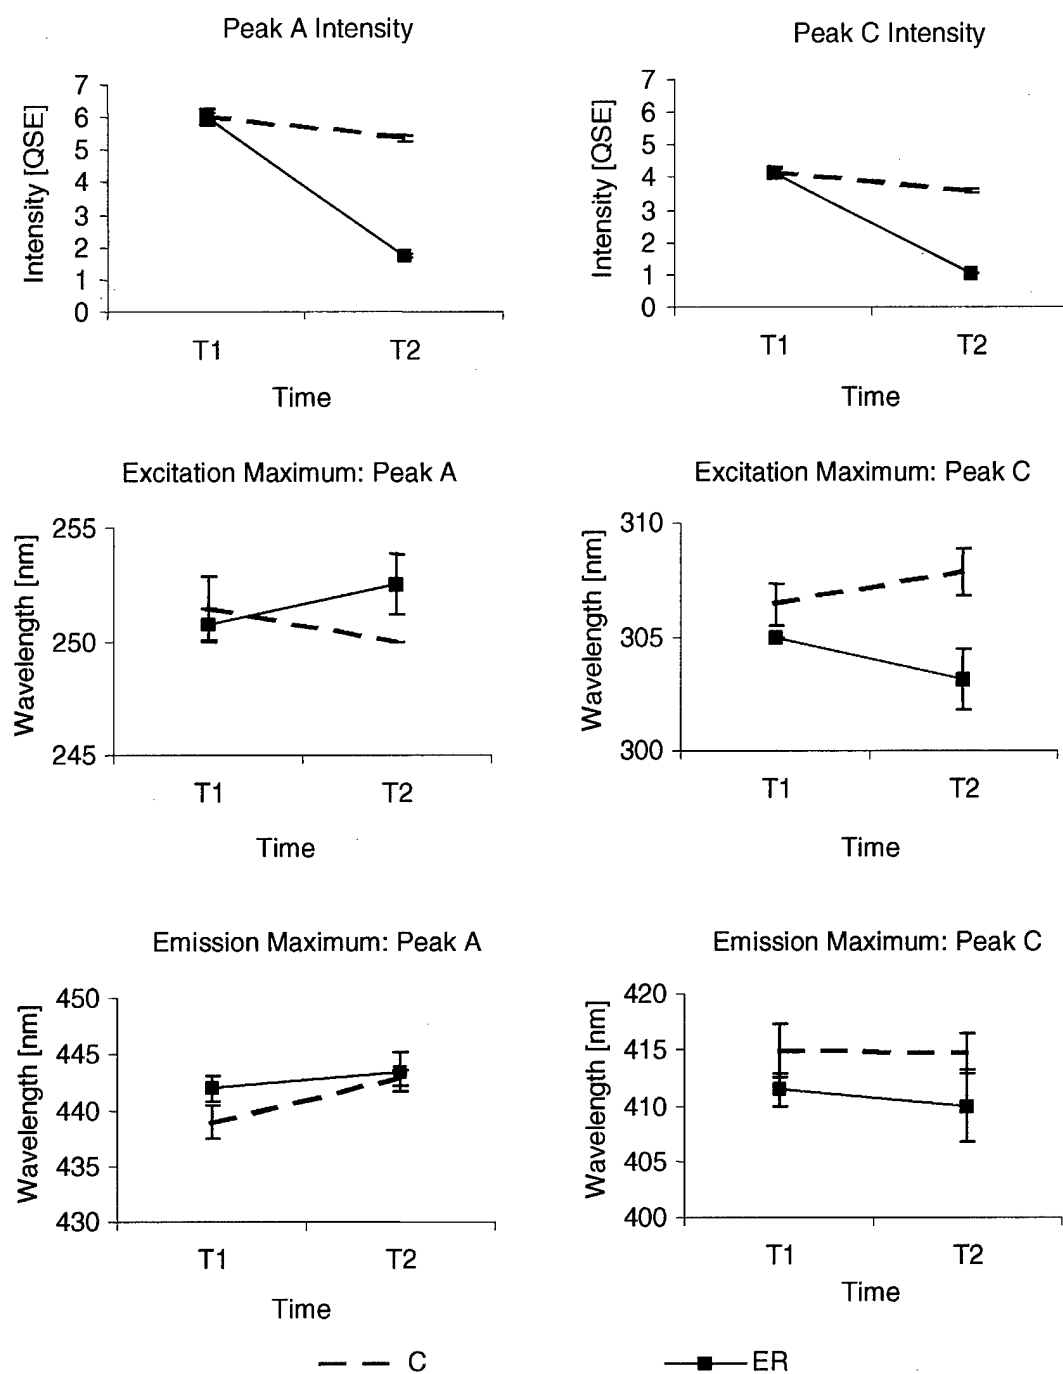 Peak A Intensity
Intensity [QSE]
7
6
5
4
3
2
1
0
T1 T2
Time
Peak C Intensity
Intensity [QSE]
7
6
5
4
3
2
1
0
T1 T2
Time
Excitation Maximum: Peak A
Wavelength [nm]
255
250
245
T1 T2
Time
Excitation Maximum: Peak C
Wavelength [nm]
310
305
300
T1 T2
Time
Emission Maximum: Peak A
Wavelength [nm]
450
445
440
435
430
T1 T2
Time
Emission Maximum: Peak C
Wavelength [nm]
420
415
410
405
400
T1 T2
Time
C ER